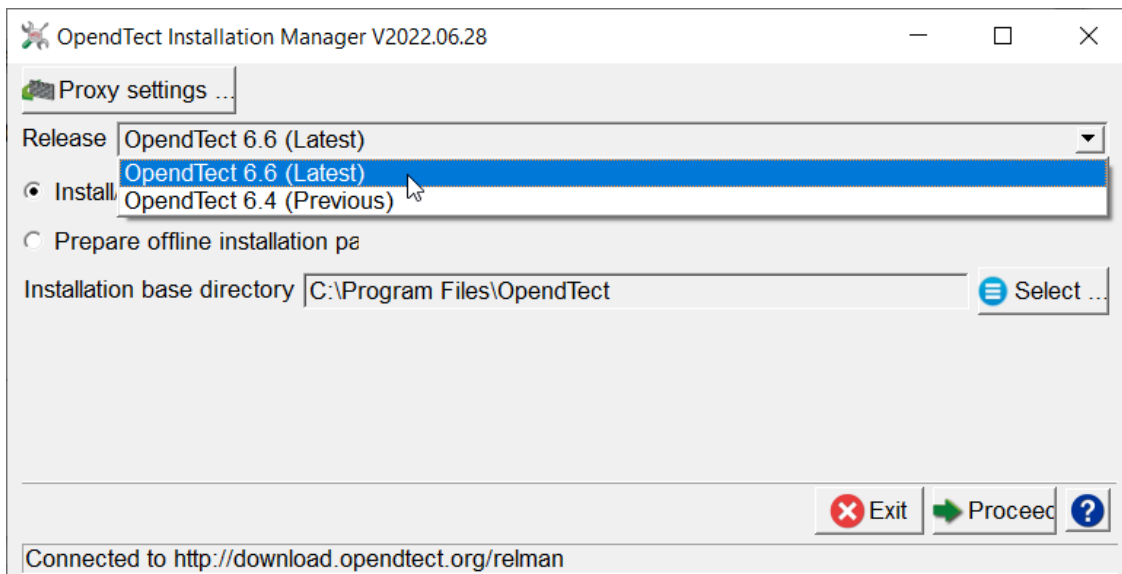 OpendTect Installation Manager V2022.06.28
Proxy settings ...
Release OpendTect 6.6 (Latest)
OpendTect 6.6 (Latest)
Install
OpendTect 6.4 (Previous)
Prepare offline installation pa
Installation base directory C:\Program Files\OpendTect Select ...
Exit Proceed ?
Connected to http://download.opendtect.org/relman